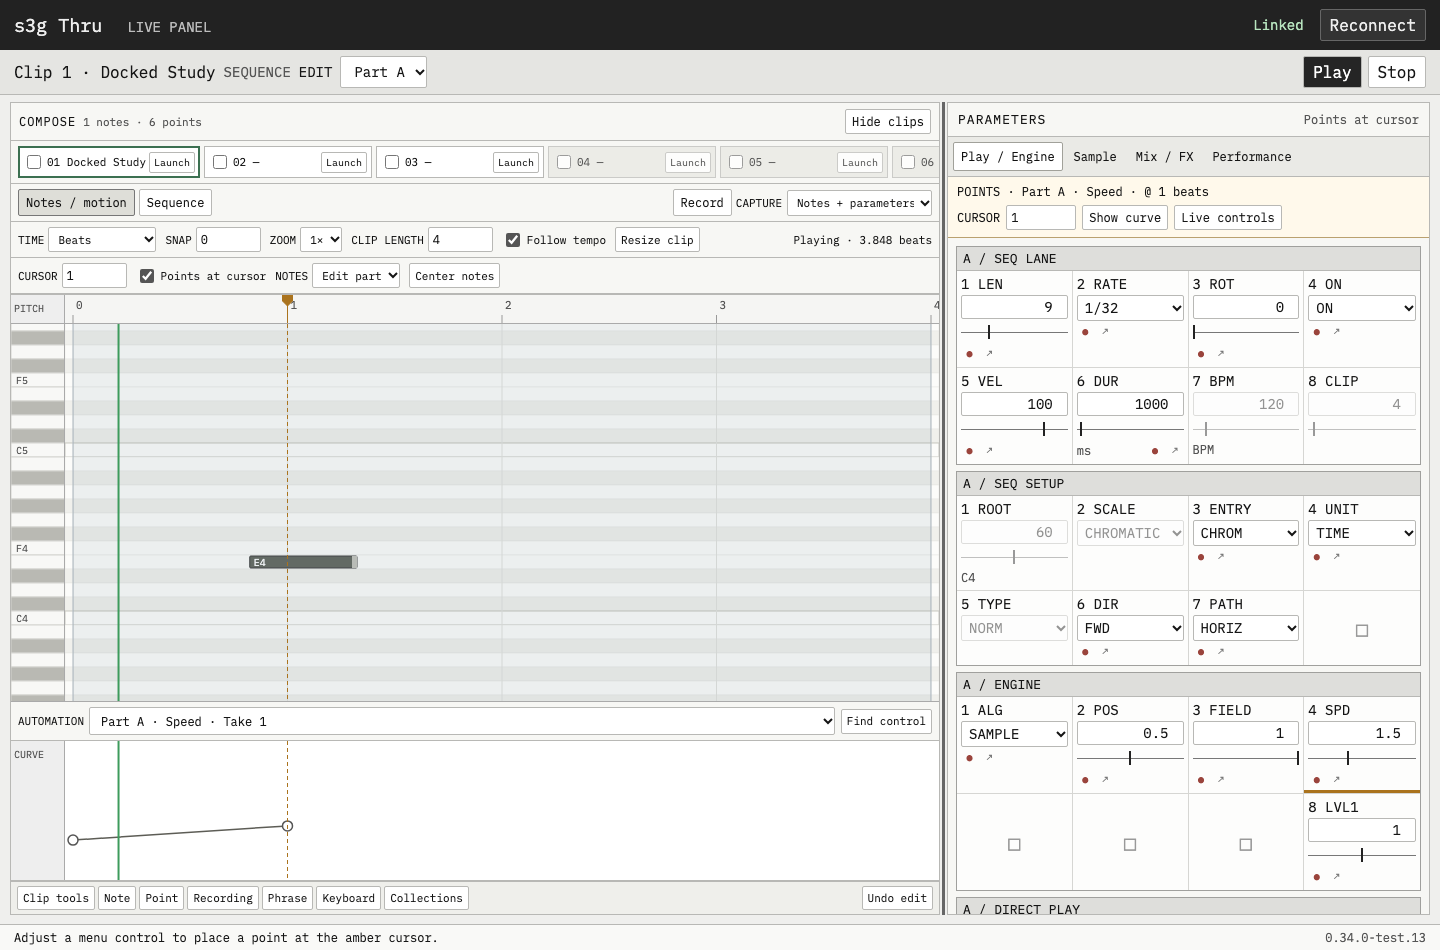 s3g Thru LIVE PANEL Linked Reconnect
Clip 1 · Docked Study SEQUENCE EDIT Part A Play Stop
COMPOSE 1 notes · 6 points Hide clips
01 Docked Study Launch 02 — Launch 03 — Launch 04 — Launch 05 — Launch 06
Notes / motion Sequence Record CAPTURE Notes + parameters
TIME Beats SNAP 0 ZOOM 1× CLIP LENGTH 4 Follow tempo Resize clip Playing · 3.848 beats
CURSOR 1 Points at cursor NOTES Edit part Center notes
PITCH 0 1 2 3 4
F5
C5
F4
E4
C4
AUTOMATION Part A · Speed · Take 1 Find control
CURVE
Clip tools Note Point Recording Phrase Keyboard Collections Undo edit
PARAMETERS Points at cursor
Play / Engine Sample Mix / FX Performance
POINTS · Part A · Speed · @ 1 beats
CURSOR 1 Show curve Live controls
A / SEQ LANE
1 LEN 2 RATE 3 ROT 4 ON
9 1/32 0 ON
5 VEL 6 DUR 7 BPM 8 CLIP
100 1000 120 4
ms BPM
A / SEQ SETUP
1 ROOT 2 SCALE 3 ENTRY 4 UNIT
60 CHROMATIC CHROM TIME
C4
5 TYPE 6 DIR 7 PATH
NORM FWD HORIZ
A / ENGINE
1 ALG 2 POS 3 FIELD 4 SPD
SAMPLE 0.5 1 1.5
8 LVL1
1
A / DIRECT PLAY
Adjust a menu control to place a point at the amber cursor. 0.34.0-test.13